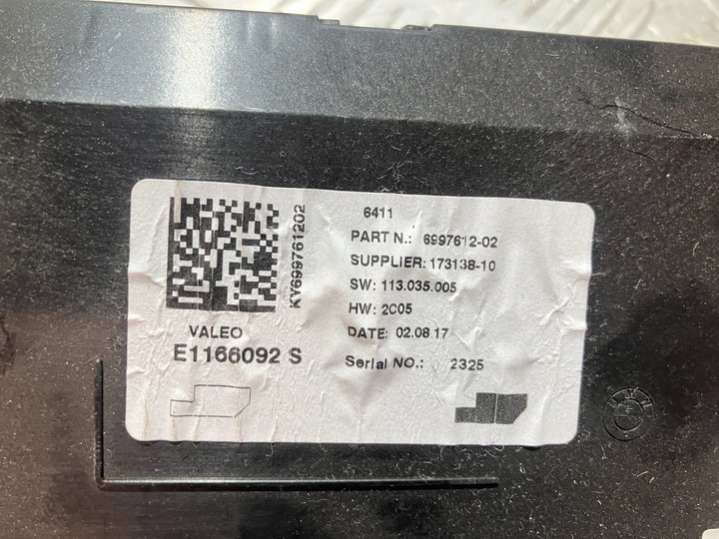 KY699761202
VALEO
E1166092 S
6411
PART N.: 6997612-02
SUPPLIER: 173138-10
SW: 113.035.005
HW: 2C05
DATE: 02.08.17
Serial NO.: 2325